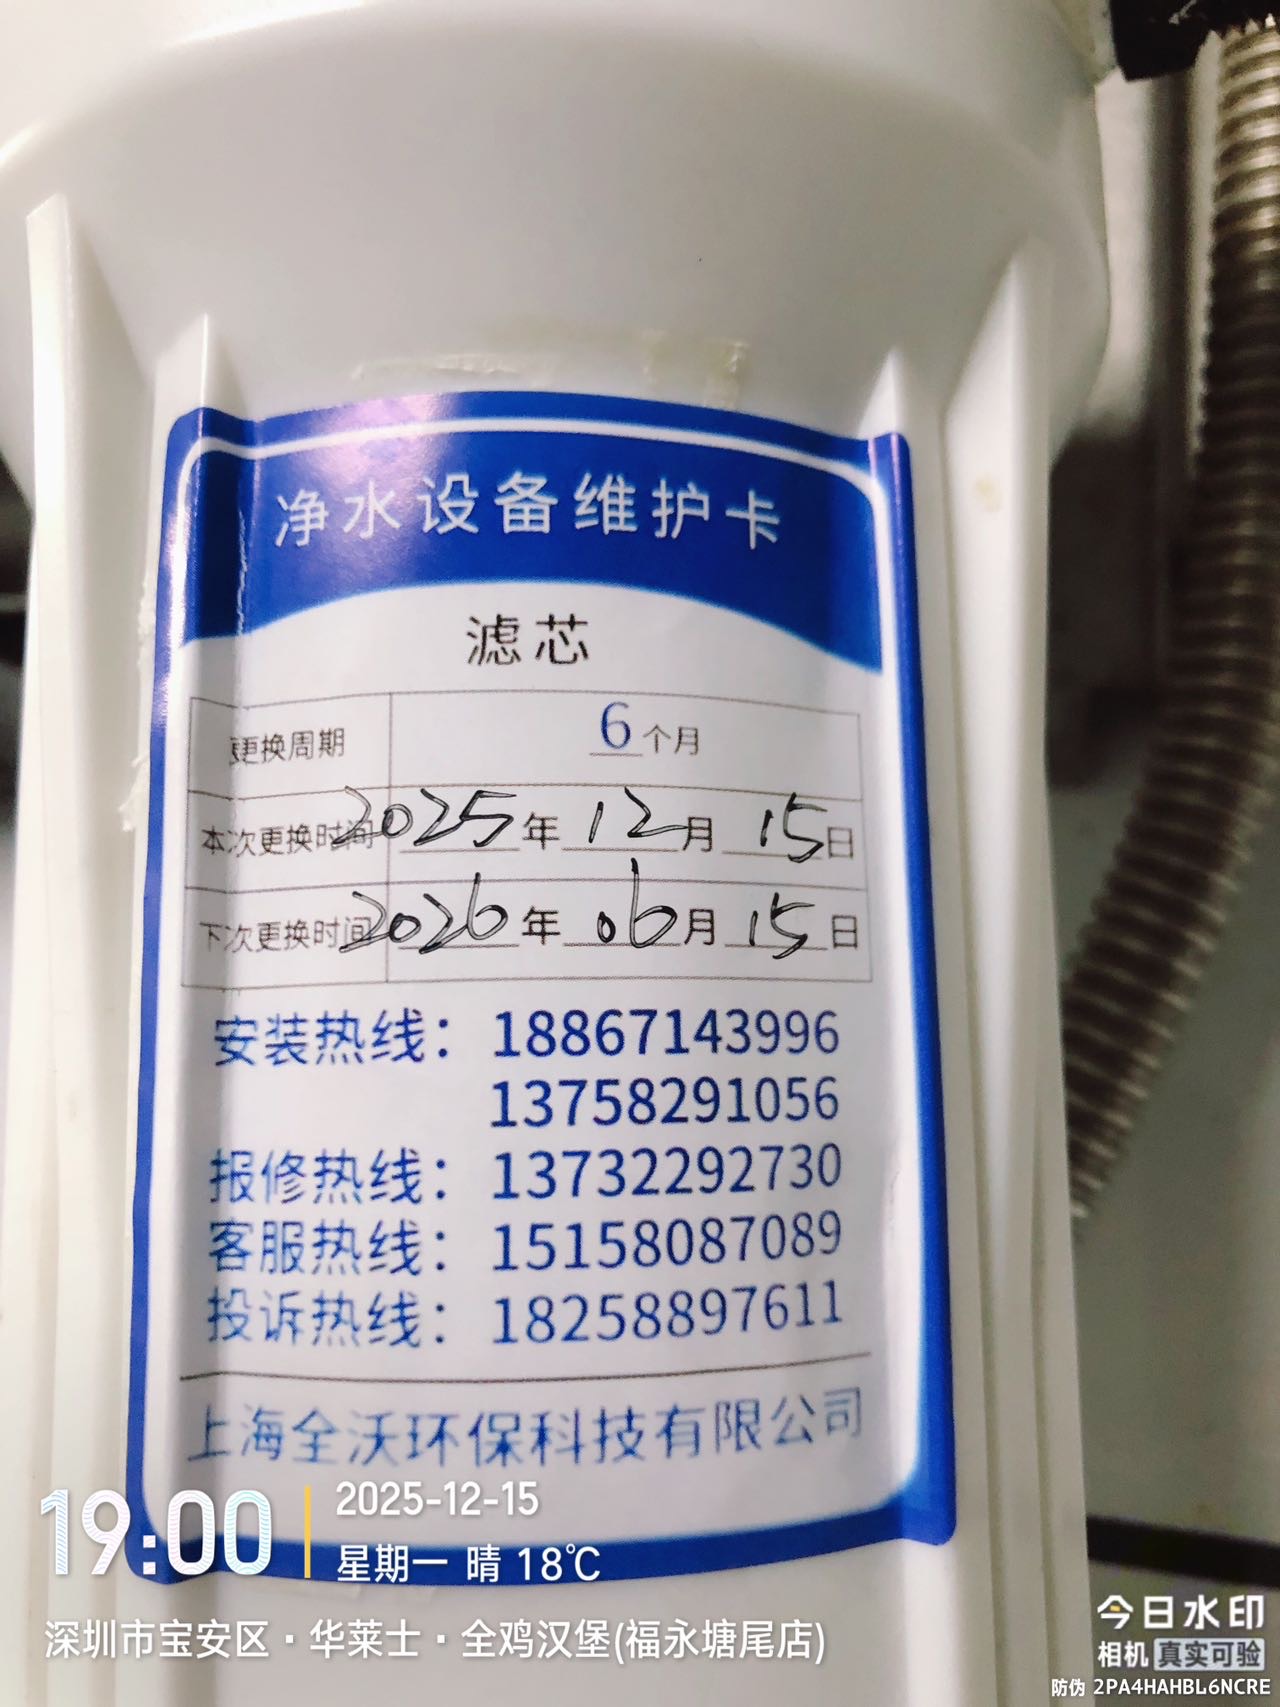 净水设备维护卡
滤芯
更换周期 6个月
本次更换时间 2025年12月15日
下次更换时间 2026年06月15日
安装热线：18867143996
13758291056
报修热线：13732292730
客服热线：15158087089
投诉热线：18258897611
上海全沃环保科技有限公司
19:00 2025-12-15
星期一 晴 18℃
深圳市宝安区·华莱士·全鸡汉堡(福永塘尾店)
今日水印
相机 真实可验
防伪 2PA4HAHBL6NCRE